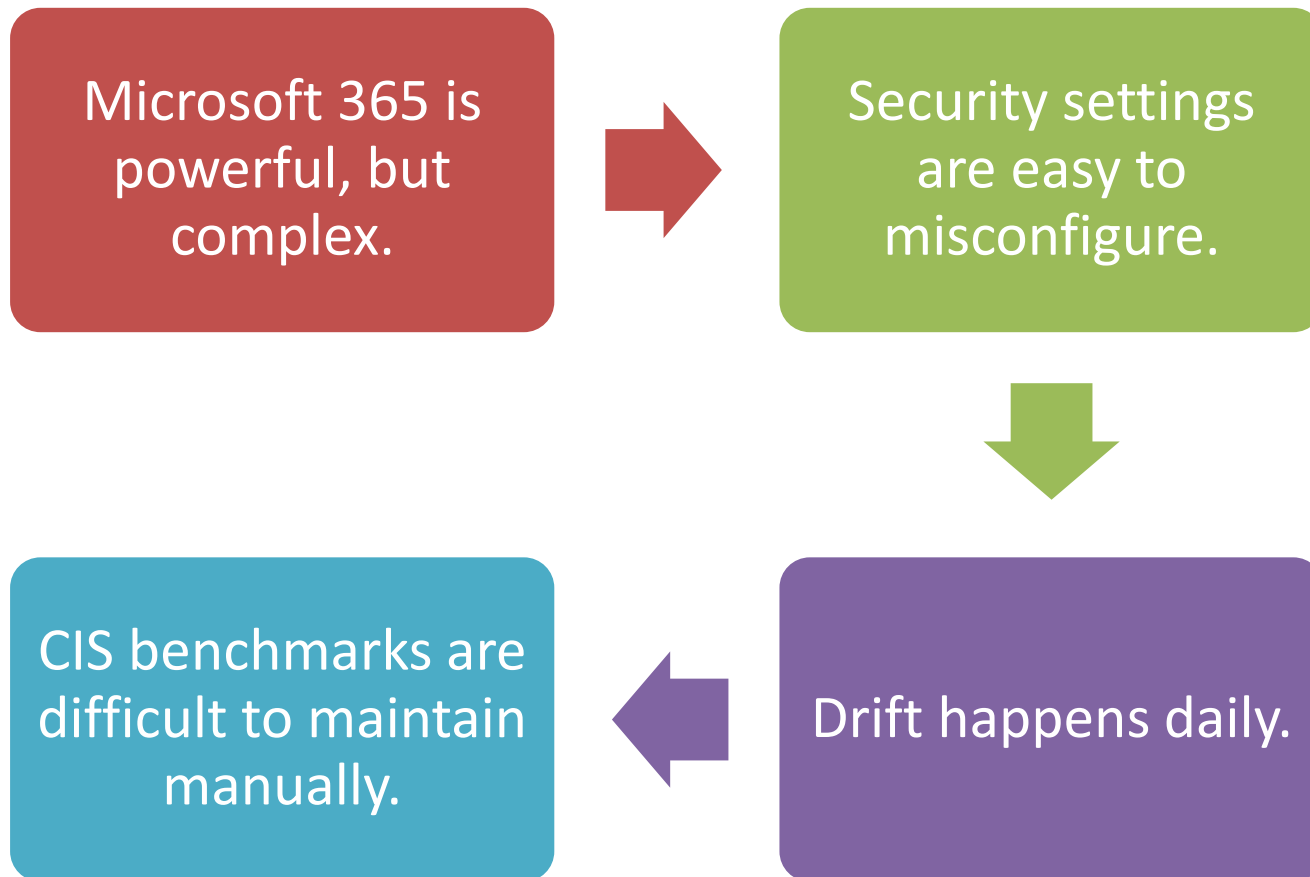 Microsoft 365 is
powerful, but
complex.
Security settings
are easy to
misconfigure.
Drift happens daily.
CIS benchmarks are
difficult to maintain
manually.